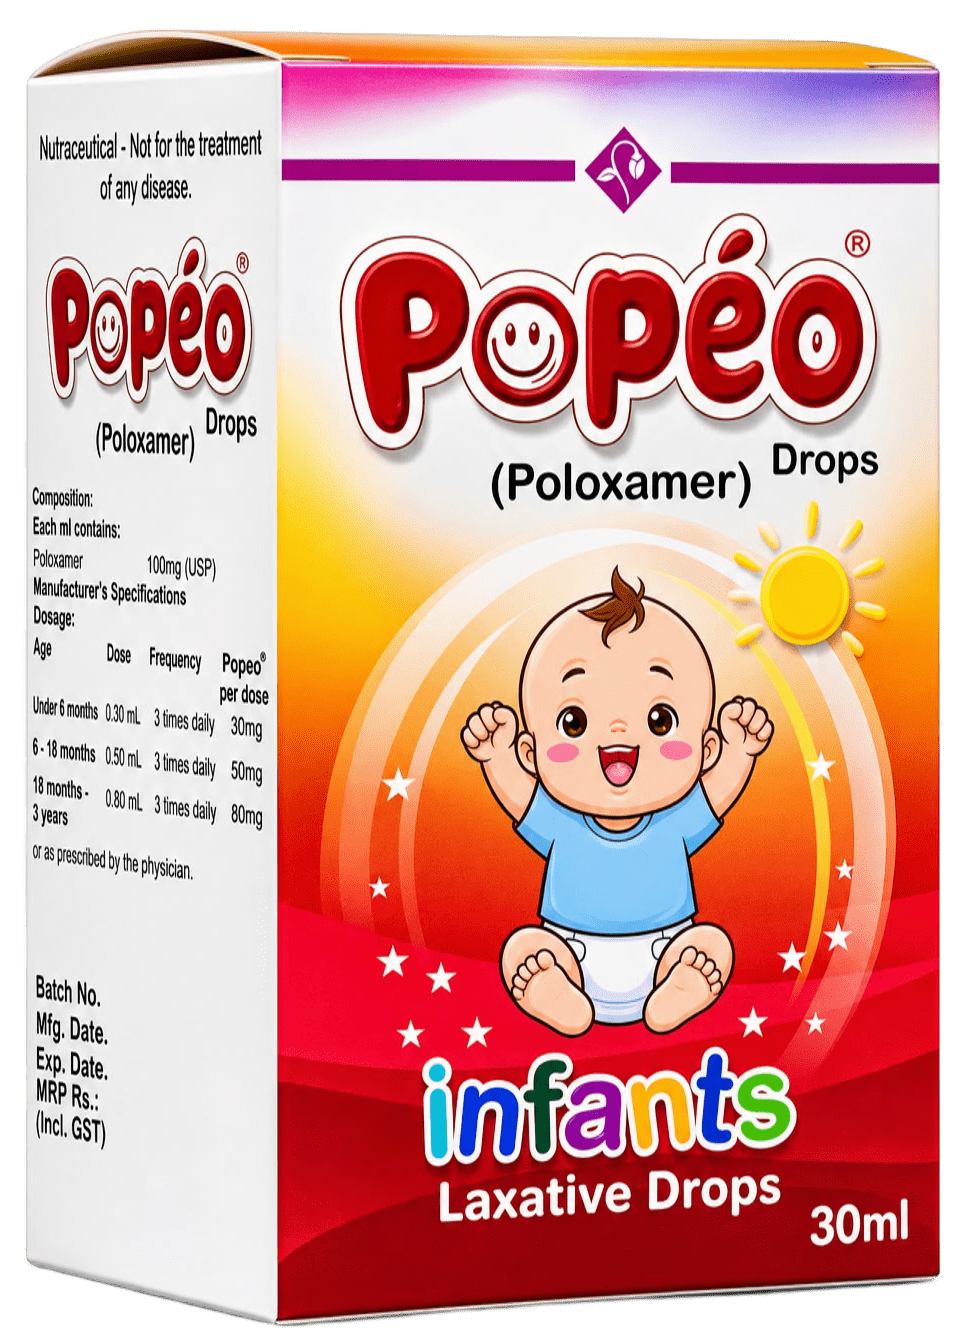 Nutraceutical - Not for the treatment
of any disease.
Popéo®
(Poloxamer) Drops
Composition:
Each ml contains:
Poloxamer 100mg (USP)
Manufacturer's Specifications
Dosage:
Age Dose Frequency Popeo®
per dose
Under 6 months 0.30 mL 3 times daily 30mg
6 - 18 months 0.50 mL 3 times daily 50mg
18 months -
3 years 0.80 mL 3 times daily 80mg
or as prescribed by the physician.
Batch No.
Mfg. Date.
Exp. Date.
MRP Rs.:
(Incl. GST)
Popéo®
(Poloxamer) Drops
infants
Laxative Drops
30ml